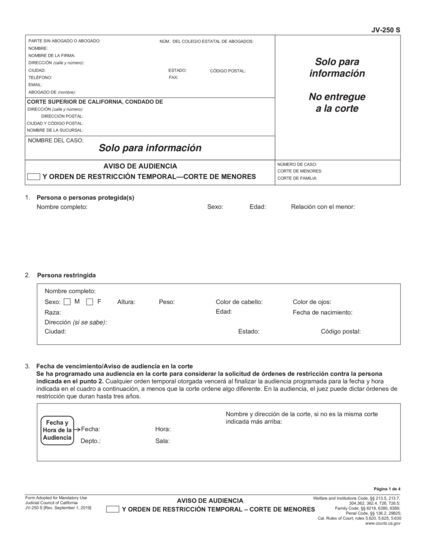 JV-250 S
PARTE SIN ABOGADO O ABOGADO
NÚM. DEL COLEGIO ESTATAL DE ABOGADOS:
NOMBRE:
NOMBRE DE LA FIRMA:
DIRECCIÓN (calle y número):
CIUDAD: ESTADO: CÓDIGO POSTAL:
TELÉFONO: FAX:
EMAIL:
ABOGADO DE (nombre):
Solo para
información
No entregue
a la corte
CORTE SUPERIOR DE CALIFORNIA, CONDADO DE
DIRECCIÓN (calle y número):
DIRECCIÓN POSTAL:
CIUDAD Y CÓDIGO POSTAL:
NOMBRE DE LA SUCURSAL:
NOMBRE DEL CASO:
Solo para información
AVISO DE AUDIENCIA
Y ORDEN DE RESTRICCIÓN TEMPORAL—CORTE DE MENORES
NÚMERO DE CASO:
CORTE DE MENORES:
CORTE DE FAMILIA:
1. Persona o personas protegida(s)
Nombre completo: Sexo: Edad: Relación con el menor:
2. Persona restringida
Nombre completo:
Sexo: M F Altura: Peso: Color de cabello: Color de ojos:
Raza: Edad: Fecha de nacimiento:
Dirección (si se sabe):
Ciudad: Estado: Código postal:
3. Fecha de vencimiento/Aviso de audiencia en la corte
Se ha programado una audiencia en la corte para considerar la solicitud de órdenes de restricción contra la persona
indicada en el punto 2. Cualquier orden temporal otorgada vencerá al finalizar la audiencia programada para la fecha y hora
indicada en el cuadro a continuación, a menos que la corte ordene algo diferente. En la audiencia, el juez puede dictar órdenes de
restricción que duran hasta tres años.
Fecha y
Hora de la
Audiencia
Fecha: Hora:
Depto.: Sala:
Nombre y dirección de la corte, si no es la misma corte
indicada más arriba:
Página 1 de 4
Form Adopted for Mandatory Use
Judicial Council of California
JV-250 S [Rev. September 1, 2018]
AVISO DE AUDIENCIA
Y ORDEN DE RESTRICCIÓN TEMPORAL – CORTE DE MENORES
Welfare and Institutions Code, §§ 213.5, 213.7,
304,362, 362.4, 726, 726.5;
Family Code, §§ 6218, 6380, 6389;
Penal Code, §§ 136.2, 29825;
Cal. Rules of Court, rules 5.620, 5.625, 5.630
www.courts.ca.gov